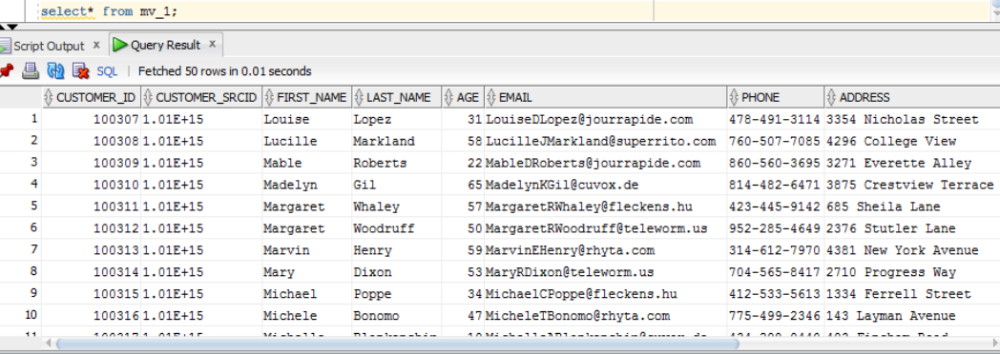 select* from mv_1;
Script Output x Query Result x
SQL | Fetched 50 rows in 0.01 seconds
CUSTOMER_ID CUSTOMER_SRCID FIRST_NAME LAST_NAME AGE EMAIL PHONE ADDRESS
1 100307 1.01E+15 Louise Lopez 31 LouiseDLopez@jourrapide.com 478-491-3114 3354 Nicholas Street
2 100308 1.01E+15 Lucille Markland 58 LucilleJMarkland@superrito.com 760-507-7085 4296 College View
3 100309 1.01E+15 Mable Roberts 22 MableDRoberts@jourrapide.com 860-560-3695 3271 Everette Alley
4 100310 1.01E+15 Madelyn Gil 65 MadelynKGil@cuvox.de 814-482-6471 3875 Crestview Terrace
5 100311 1.01E+15 Margaret Whaley 57 MargaretRWhaley@fleckens.hu 423-445-9142 685 Sheila Lane
6 100312 1.01E+15 Margaret Woodruff 50 MargaretRWoodruff@teleworm.us 952-285-4649 2376 Stutler Lane
7 100313 1.01E+15 Marvin Henry 59 MarvinEHenry@rhyta.com 314-612-7970 4381 New York Avenue
8 100314 1.01E+15 Mary Dixon 53 MaryRDixon@teleworm.us 704-565-8417 2710 Progress Way
9 100315 1.01E+15 Michael Poppe 34 MichaelCPoppe@fleckens.hu 412-533-5613 1334 Ferrell Street
10 100316 1.01E+15 Michele Bonomo 47 MicheleTBonomo@rhyta.com 775-499-2346 143 Layman Avenue